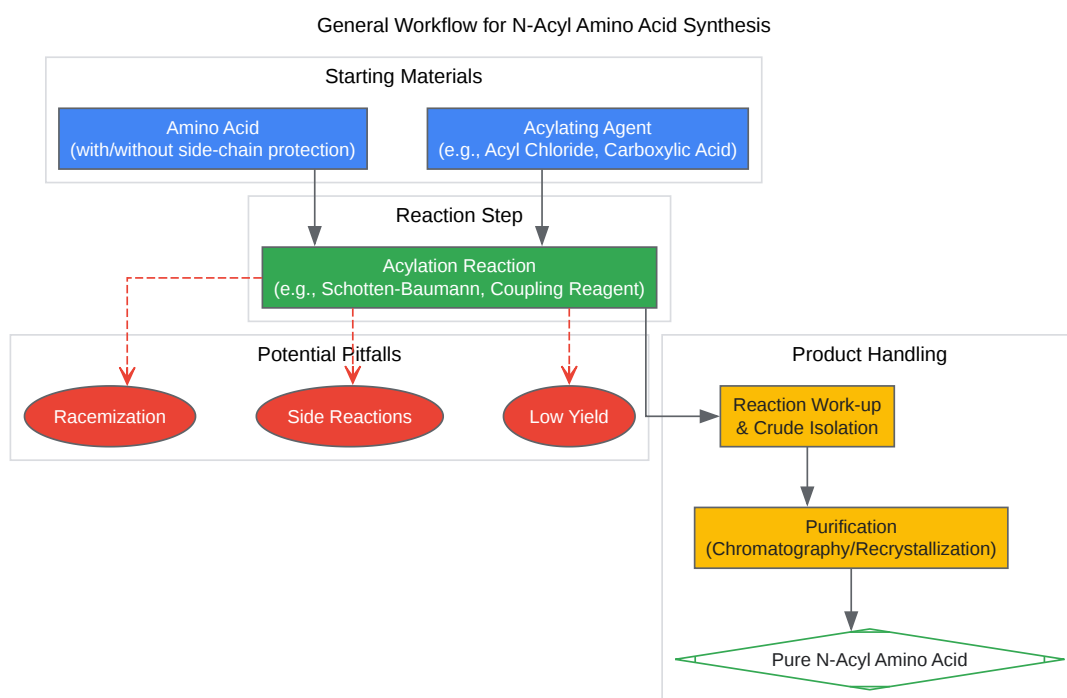 General Workflow for N-Acyl Amino Acid Synthesis
Starting Materials
Amino Acid
(with/without side-chain protection)
Acylating Agent
(e.g., Acyl Chloride, Carboxylic Acid)
Reaction Step
Acylation Reaction
(e.g., Schotten-Baumann, Coupling Reagent)
Potential Pitfalls
Racemization
Side Reactions
Low Yield
Product Handling
Reaction Work-up
& Crude Isolation
Purification
(Chromatography/Recrystallization)
Pure N-Acyl Amino Acid